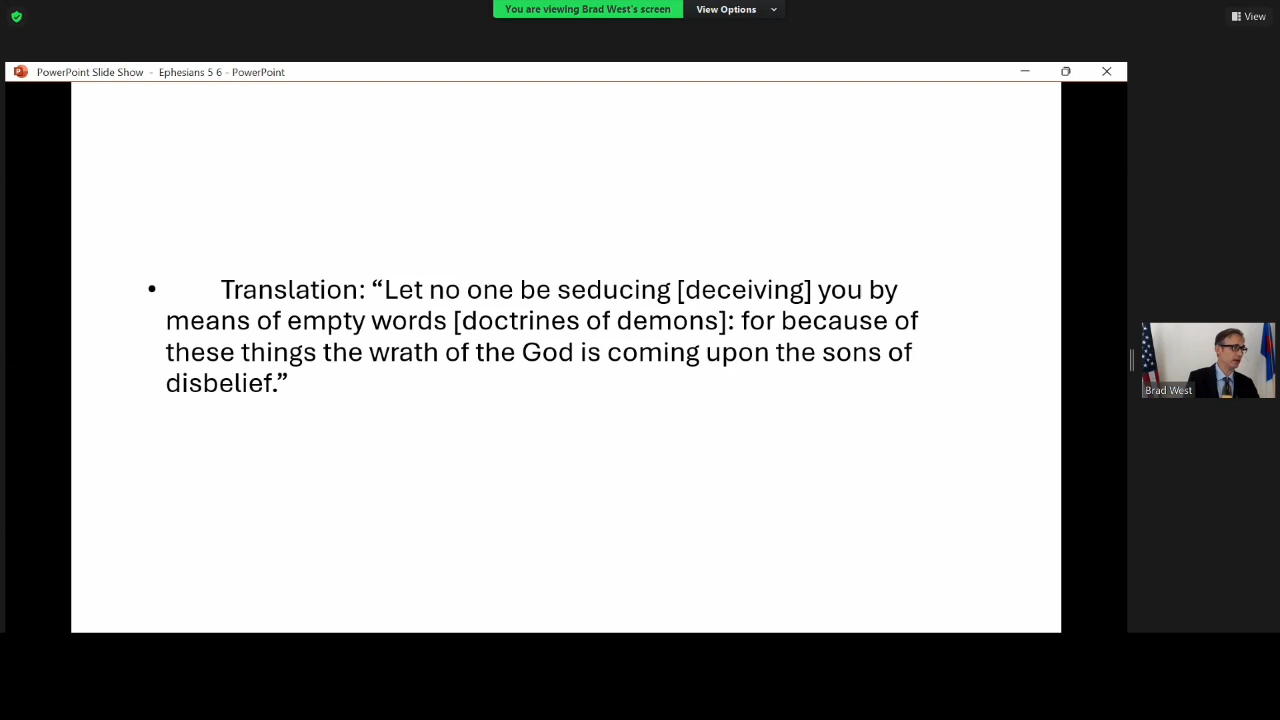 You are viewing Brad West's screen
View Options
View
PowerPoint Slide Show - Ephesians 5 6 - PowerPoint
• Translation: “Let no one be seducing [deceiving] you by
means of empty words [doctrines of demons]: for because of
these things the wrath of the God is coming upon the sons of
disbelief.”
Brad West